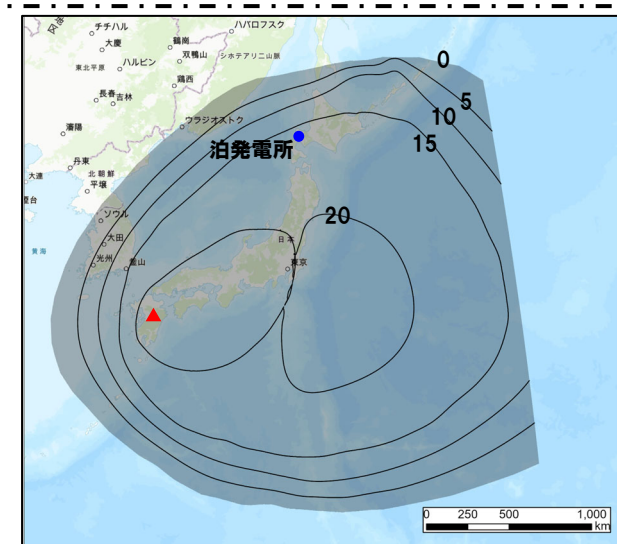 チチハル
ハバロフスク
大慶
鶴崗
双鴨山
シホテアリニ山脈
東北平原
ハルビン
鶏西
長春
吉林
ウラジオストク
瀋陽
丹東
大連
北朝鮮
平壌
ソウル
大田
黄海
光州
釜山
日本
東京
泊発電所
0
5
10
15
20
0 250 500 1,000
km